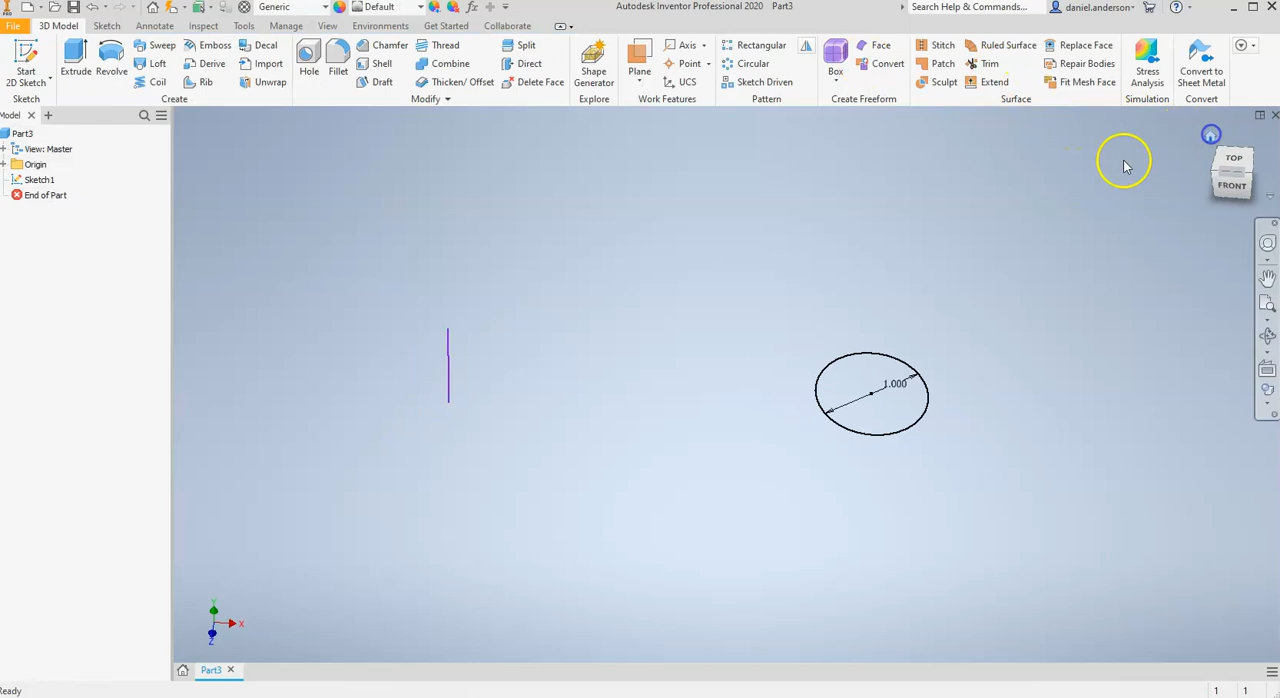 Generic Default Autodesk Inventor Professional 2020 Part3 Search Help & Commands... daniel.anderson
File 3D Model Sketch Annotate Inspect Tools Manage View Environments Get Started Collaborate
Start 2D Sketch Extrude Revolve Sweep Emboss Decal Hole Fillet Chamfer Thread Split Shape Generator Plane Axis Rectangular Box Face Stitch Ruled Surface Replace Face Stress Analysis Convert to Sheet Metal
Loft Derive Import Shell Combine Direct Point Circular Convert Patch Trim Repair Bodies
Coil Rib Unwrap Draft Thicken/ Offset Delete Face UCS Sketch Driven Sculpt Extend Fit Mesh Face
Sketch Create Modify Explore Work Features Pattern Create Freeform Surface Simulation Convert
Model
Part3
View: Master
Origin
Sketch1
End of Part
TOP
FRONT
1.000
Y
X
Z
Part3
Ready 1 1